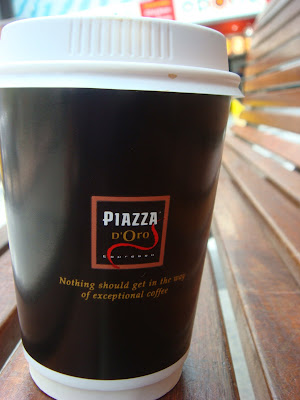 PIAZZA
D'ORO
espresso
Nothing should get in the way
of exceptional coffee